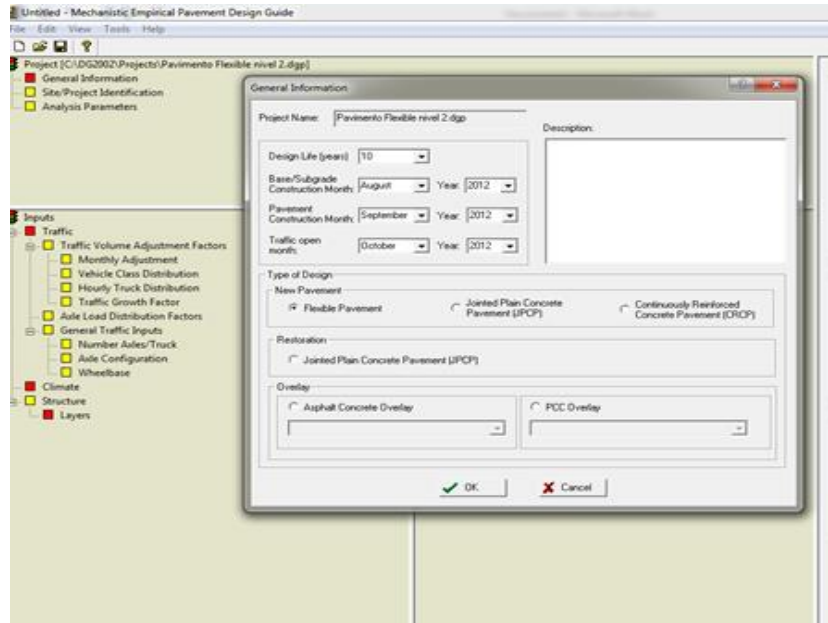 Untitled - Mechanistic Empirical Pavement Design Guide
File Edit View Tools Help
Project [C:\DG2002\Projects\Pavimento Flexible nivel 2.dgp]
General Information
Site/Project Identification
Analysis Parameters
Inputs
Traffic
Traffic Volume Adjustment Factors
Monthly Adjustment
Vehicle Class Distribution
Hourly Truck Distribution
Traffic Growth Factor
Axle Load Distribution Factors
General Traffic Inputs
Number Axles/Truck
Axle Configuration
Wheelbase
Climate
Structure
Layers
General Information
Project Name: Pavimento Flexible nivel 2.dgp
Description:
Design Life (years) 10
Base/Subgrade
Construction Month: August Year: 2012
Pavement
Construction Month: September Year: 2012
Traffic open
month: October Year: 2012
Type of Design
New Pavement
Flexible Pavement
Jointed Plain Concrete
Pavement (JPCP)
Continuously Reinforced
Concrete Pavement (CRCP)
Restoration
Jointed Plain Concrete Pavement (JPCP)
Overlay
Asphalt Concrete Overlay
PCC Overlay
OK
Cancel